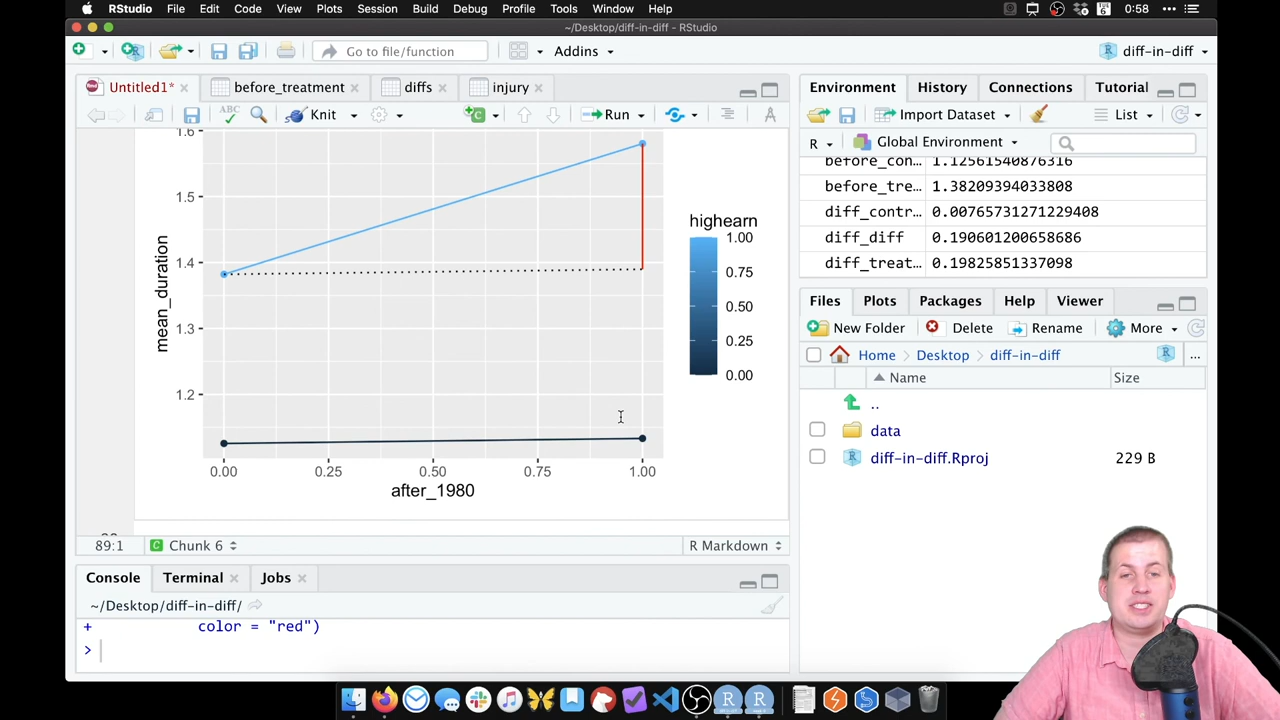 RStudio File Edit Code View Plots Session Build Debug Profile Tools Window Help
TUE 6 0:58
~/Desktop/diff-in-diff - RStudio
Go to file/function Addins diff-in-diff
Untitled1* before_treatment diffs injury
ABC Knit Run
1.6
1.5
1.4
1.3
1.2
mean_duration
0.00 0.25 0.50 0.75 1.00
after_1980
highearn
1.00
0.75
0.50
0.25
0.00
89:1 Chunk 6 R Markdown
Console Terminal Jobs
~/Desktop/diff-in-diff/
+ color = "red")
>
Environment History Connections Tutorial
Import Dataset List
R Global Environment
before_con… 1.12561540876316
before_tre… 1.38209394033808
diff_contr… 0.00765731271229408
diff_diff 0.190601200658686
diff_treat… 0.19825851337098
Files Plots Packages Help Viewer
New Folder Delete Rename More
Home Desktop diff-in-diff ...
Name Size
..
data
diff-in-diff.Rproj 229 B